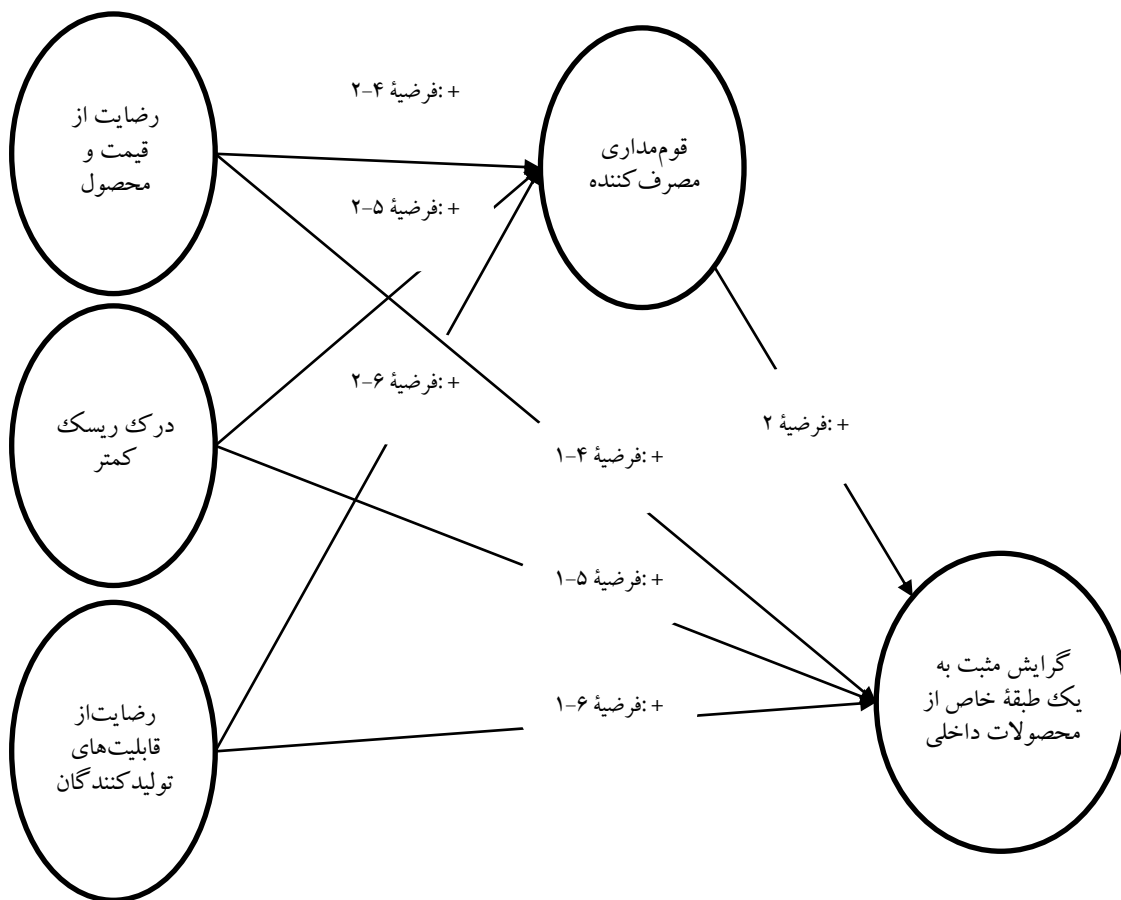 رضایت از
قیمت و
محصول
درک ریسک
کمتر
رضایت‌از
قابلیت‌های
تولیدکنندگان
قوم‌مداری
مصرف‌کننده
گرایش مثبت به
یک طبقهٔ خاص از
محصولات داخلی
فرضیهٔ ۴-۲: +
فرضیهٔ ۵-۲: +
فرضیهٔ ۶-۲: +
فرضیهٔ ۴-۱: +
فرضیهٔ ۵-۱: +
فرضیهٔ ۶-۱: +
فرضیهٔ ۲: +